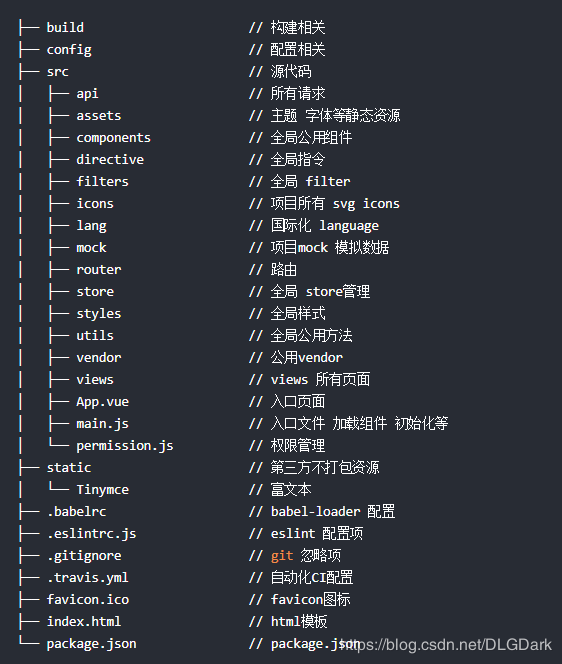 ├── build                      // 构建相关
├── config                     // 配置相关
├── src                        // 源代码
│   ├── api                    // 所有请求
│   ├── assets                 // 主题 字体等静态资源
│   ├── components             // 全局公用组件
│   ├── directive              // 全局指令
│   ├── filters                // 全局 filter
│   ├── icons                  // 项目所有 svg icons
│   ├── lang                   // 国际化 language
│   ├── mock                   // 项目mock 模拟数据
│   ├── router                 // 路由
│   ├── store                  // 全局 store管理
│   ├── styles                 // 全局样式
│   ├── utils                  // 全局公用方法
│   ├── vendor                 // 公用vendor
│   ├── views                  // views 所有页面
│   ├── App.vue                // 入口页面
│   ├── main.js                // 入口文件 加载组件 初始化等
│   └── permission.js          // 权限管理
├── static                     // 第三方不打包资源
│   └── Tinymce                // 富文本
├── .babelrc                   // babel-loader 配置
├── .eslintrc.js               // eslint 配置项
├── .gitignore                 // git 忽略项
├── .travis.yml                // 自动化CI配置
├── favicon.ico                // favicon图标
├── index.html                 // html模板
└── package.json               // package.json
https://blog.csdn.net/DLGDark